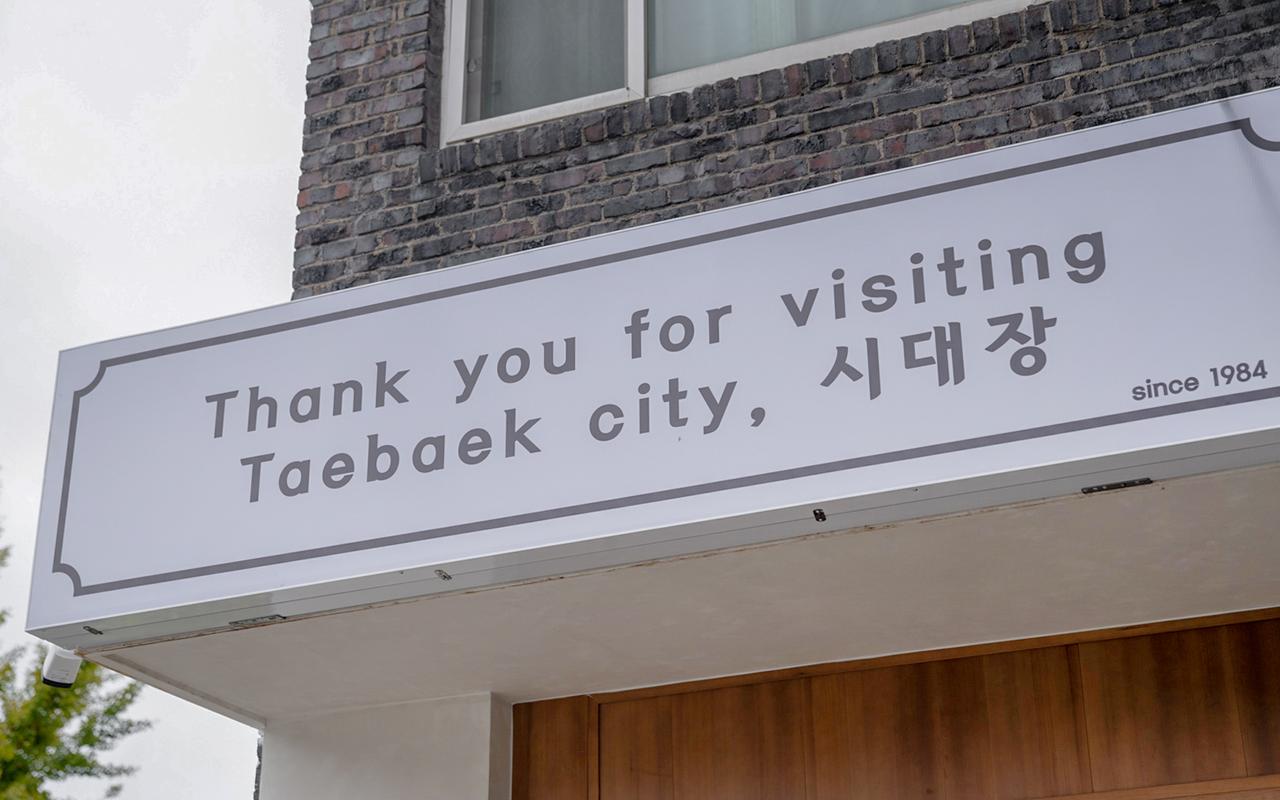 Thank you for visiting
Taebaek city, 시대장
since 1984